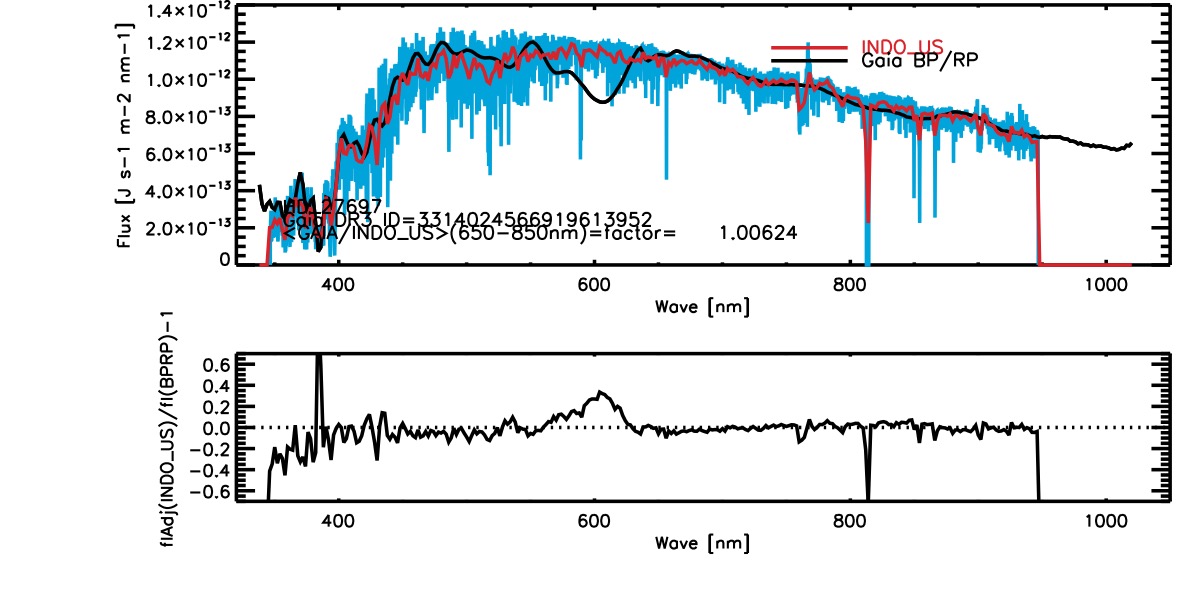 1.4×10⁻¹²
1.2×10⁻¹²
1.0×10⁻¹²
8.0×10⁻¹³
6.0×10⁻¹³
4.0×10⁻¹³
2.0×10⁻¹³
0
Flux [J s−1 m−2 nm−1]
INDO_US
Gaia BP/RP
HD_27697
Gaia DR3 ID=3314024566919613952
<GAIA/INDO_US>(650−850nm)=factor= 1.00624
400 600 800 1000
Wave [nm]
flAdj(INDO_US)/fl(BPRP)−1
0.6
0.4
0.2
0.0
−0.2
−0.4
−0.6
400 600 800 1000
Wave [nm]